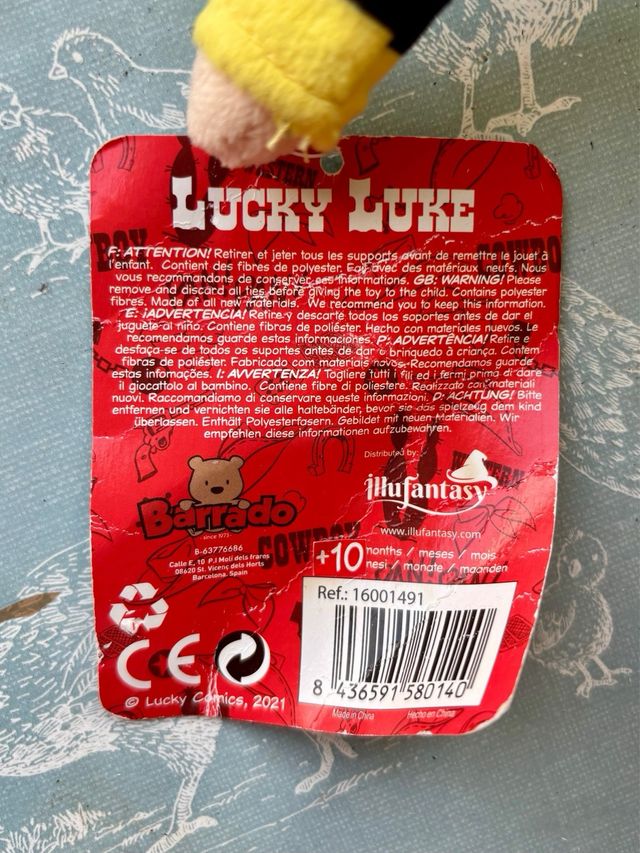 WESTERN
LUCKY LUKE
F: ATTENTION! Retirer et jeter tous les supports avant de remettre le jouet à
l'enfant. Contient des fibres de polyester. Fait avec des matériaux neufs. Nous
vous recommandons de conserver ces informations. GB: WARNING! Please
remove and discard all ties before giving the toy to the child. Contains polyester
fibres. Made of all new materials. We recommend you to keep this information.
E: ¡ADVERTENCIA! Retire y descarte todos los soportes antes de dar el
juguete al niño. Contiene fibras de poliéster. Hecho con materiales nuevos. Le
recomendamos guarde estas informaciones. P: ADVERTÊNCIA! Retire e
desfaça-se de todos os suportes antes de dar o brinquedo à criança. Contem
fibras de poliéster. Fabricado com materiais novos. Recomendamos guarde
estas infomações. I: AVVERTENZA! Togliere tutti i fili ed i fermi prima di dare
il giocattolo al bambino. Contiene fibre di poliestere. Realizzato con materiali
nuovi. Raccomandiamo di conservare queste informazioni. D: ACHTUNG! Bitte
entfernen und vernichten sie alle haltebänder, bevor sie das spielzeug dem kind
überlassen. Enthält Polyesterfasern. Gebildet mit neuen Materialien. Wir
empfehlen diese informationen aufzubewahren.
Distributed by:
illufantasy
www.illufantasy.com
Barrado
since 1973
B-63776686
Calle E, 10 P.I Molí dels frares
08620 St. Vicenç dels Horts
Barcelona. Spain
COWBOY
+10 months / meses / mois
mesi / monate / maanden
Ref.: 16001491
8 436591 580140
CE
© Lucky Comics, 2021
Made in China Hecho en China